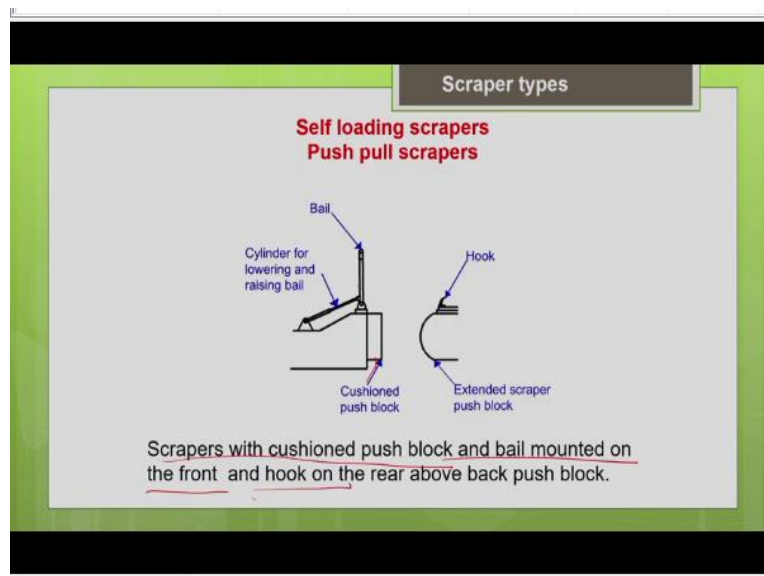 Scraper types
Self loading scrapers
Push pull scrapers
Bail
Cylinder for
lowering and
raising bail
Hook
Cushioned
push block
Extended scraper
push block
Scrapers with cushioned push block and bail mounted on
the front and hook on the rear above back push block.